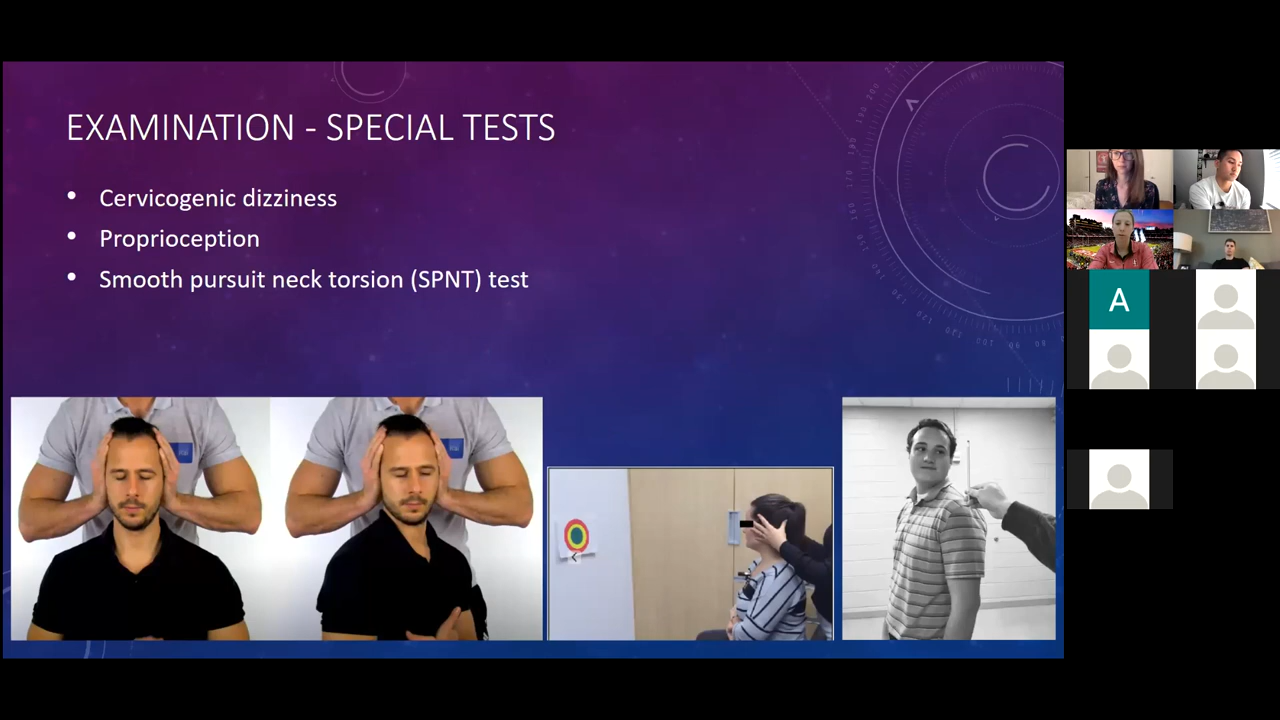 EXAMINATION - SPECIAL TESTS
• Cervicogenic dizziness
• Proprioception
• Smooth pursuit neck torsion (SPNT) test
A